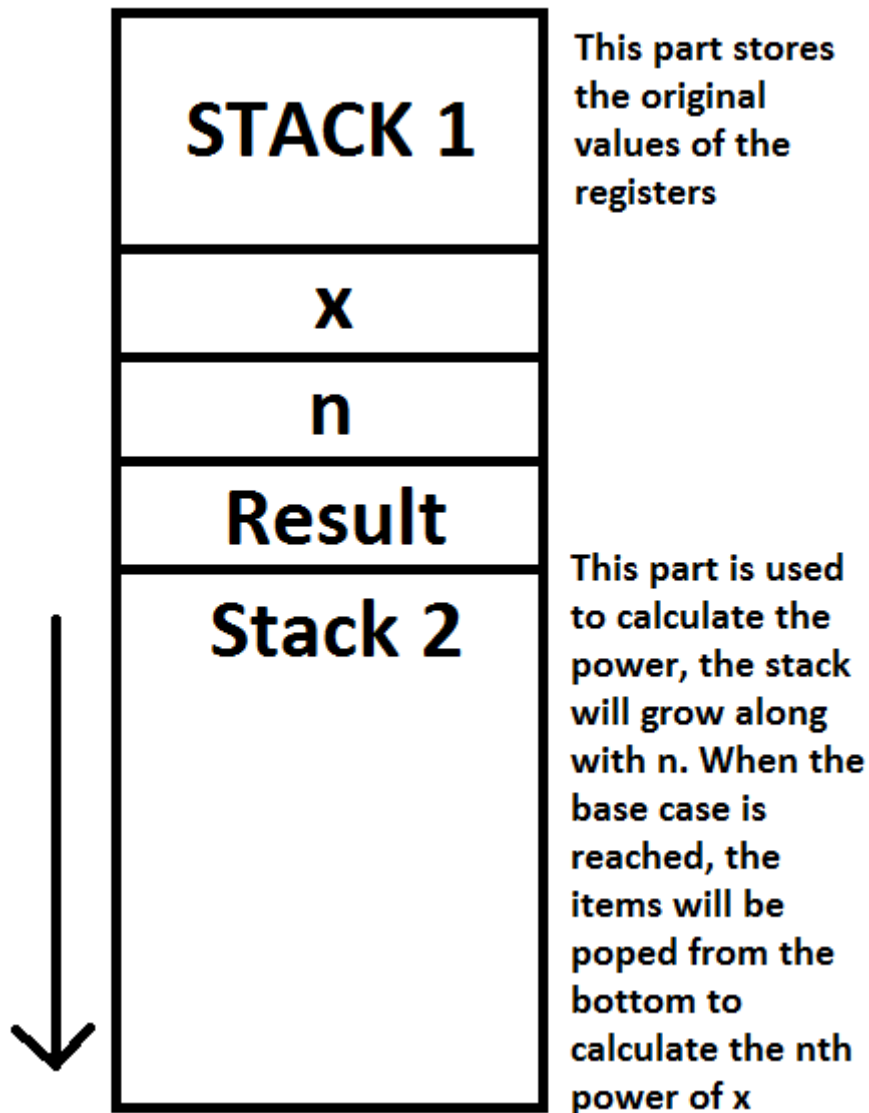 STACK 1
This part stores
the original
values of the
registers
x
n
Result
Stack 2
This part is used
to calculate the
power, the stack
will grow along
with n. When the
base case is
reached, the
items will be
poped from the
bottom to
calculate the nth
power of x